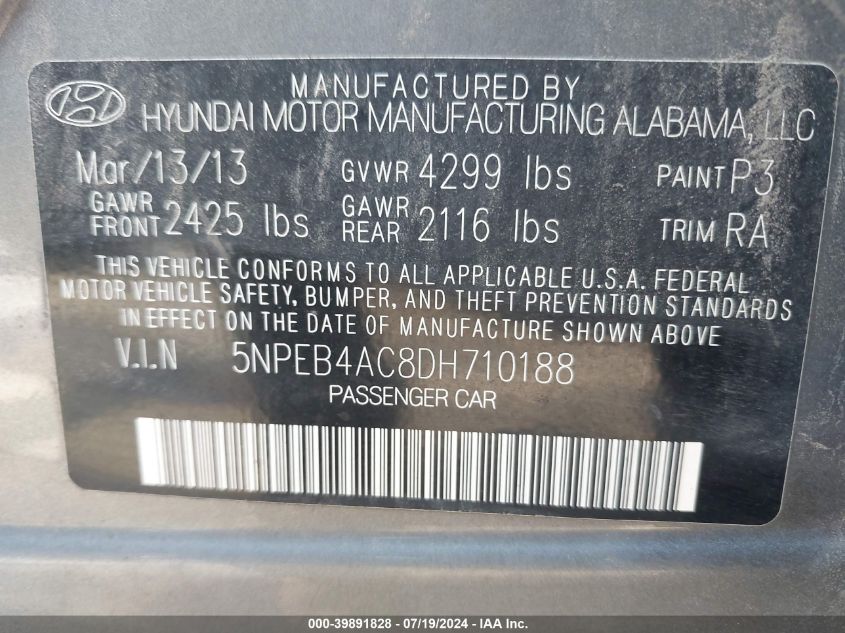 MANUFACTURED BY
HYUNDAI MOTOR MANUFACTURING ALABAMA, LLC
Mar/13/13 GVWR 4299 lbs PAINT P3
GAWR FRONT 2425 lbs GAWR REAR 2116 lbs TRIM RA
THIS VEHICLE CONFORMS TO ALL APPLICABLE U.S.A. FEDERAL
MOTOR VEHICLE SAFETY, BUMPER, AND THEFT PREVENTION STANDARDS
IN EFFECT ON THE DATE OF MANUFACTURE SHOWN ABOVE.
V.I.N 5NPEB4AC8DH710188
PASSENGER CAR
000-39891828 - 07/19/2024 - IAA Inc.